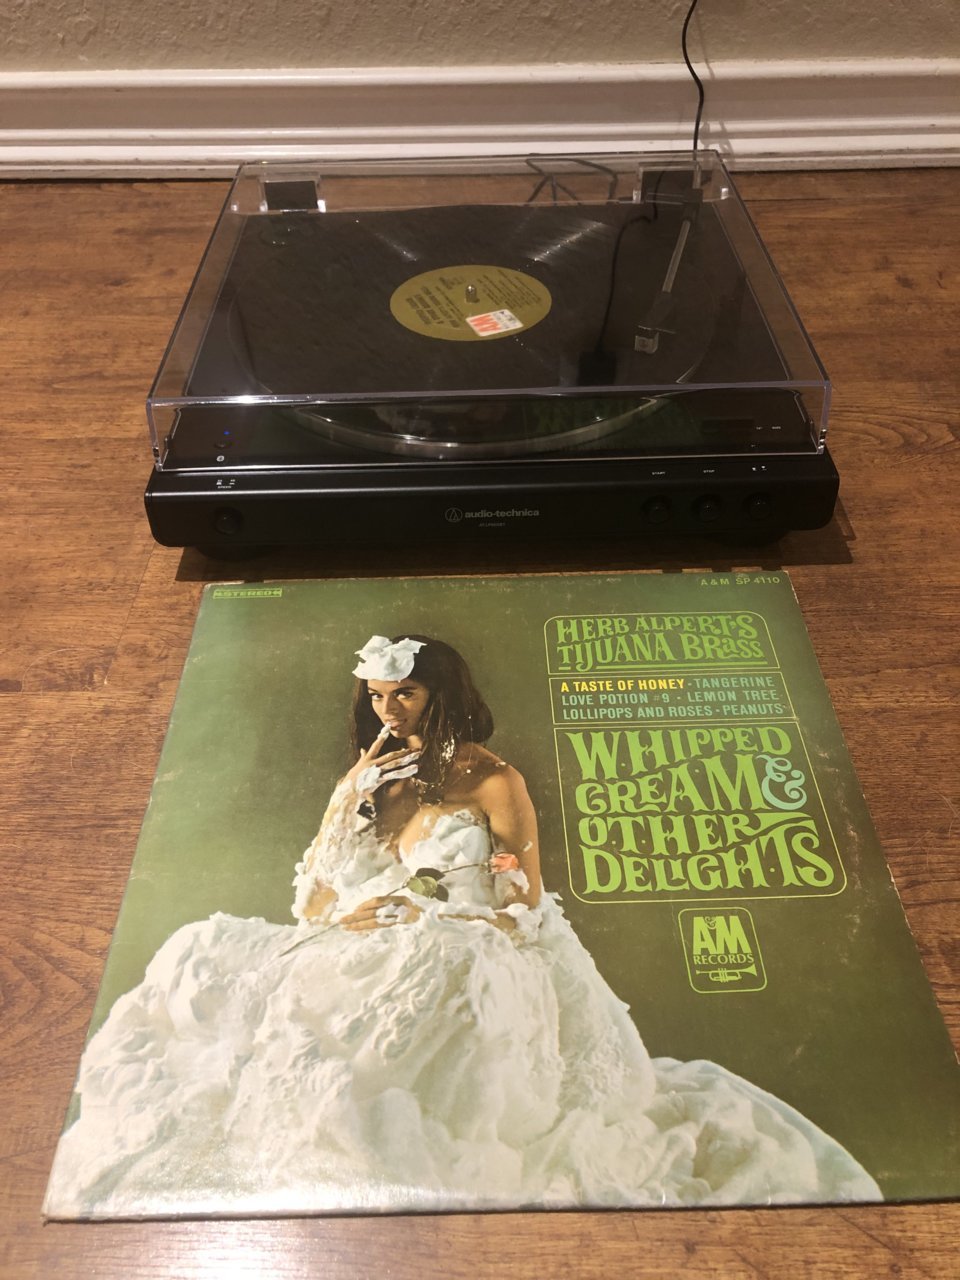 SPEED
START
STOP
audio-technica
STEREO
A & M SP 4110
HERB ALPERT'S
TIJUANA BRASS
A TASTE OF HONEY • TANGERINE
LOVE POTION #9 • LEMON TREE
LOLLIPOPS AND ROSES • PEANUTS
WHIPPED
CREAM &
OTHER
DELIGHTS
A&M
RECORDS